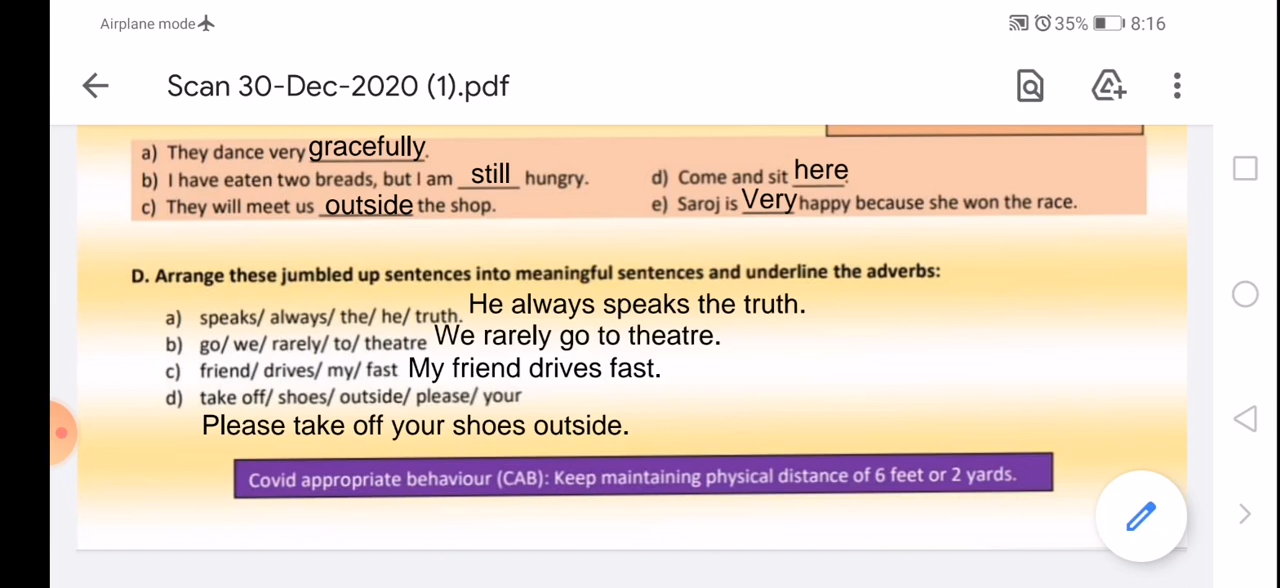 Airplane mode 35% 8:16
Scan 30-Dec-2020 (1).pdf
a) They dance very gracefully.
b) I have eaten two breads, but I am still hungry.
c) They will meet us outside the shop.
d) Come and sit here.
e) Saroj is Very happy because she won the race.
D. Arrange these jumbled up sentences into meaningful sentences and underline the adverbs:
a) speaks/ always/ the/ he/ truth. He always speaks the truth.
b) go/ we/ rarely/ to/ theatre We rarely go to theatre.
c) friend/ drives/ my/ fast My friend drives fast.
d) take off/ shoes/ outside/ please/ your
Please take off your shoes outside.
Covid appropriate behaviour (CAB): Keep maintaining physical distance of 6 feet or 2 yards.